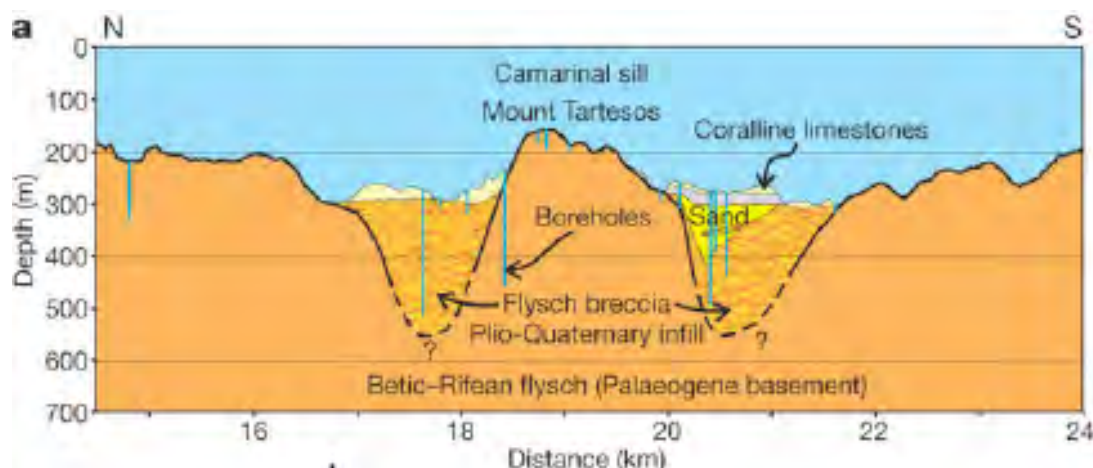 a N S
0
Camarinal sill
100
Mount Tartesos
Coralline limestones
200
300
Boreholes
Sand
Depth (m)
400
500
Flysch breccia
Plio-Quaternary infill
? ?
600
Betic–Rifean flysch (Palaeogene basement)
700
16 18 20 22 24
Distance (km)